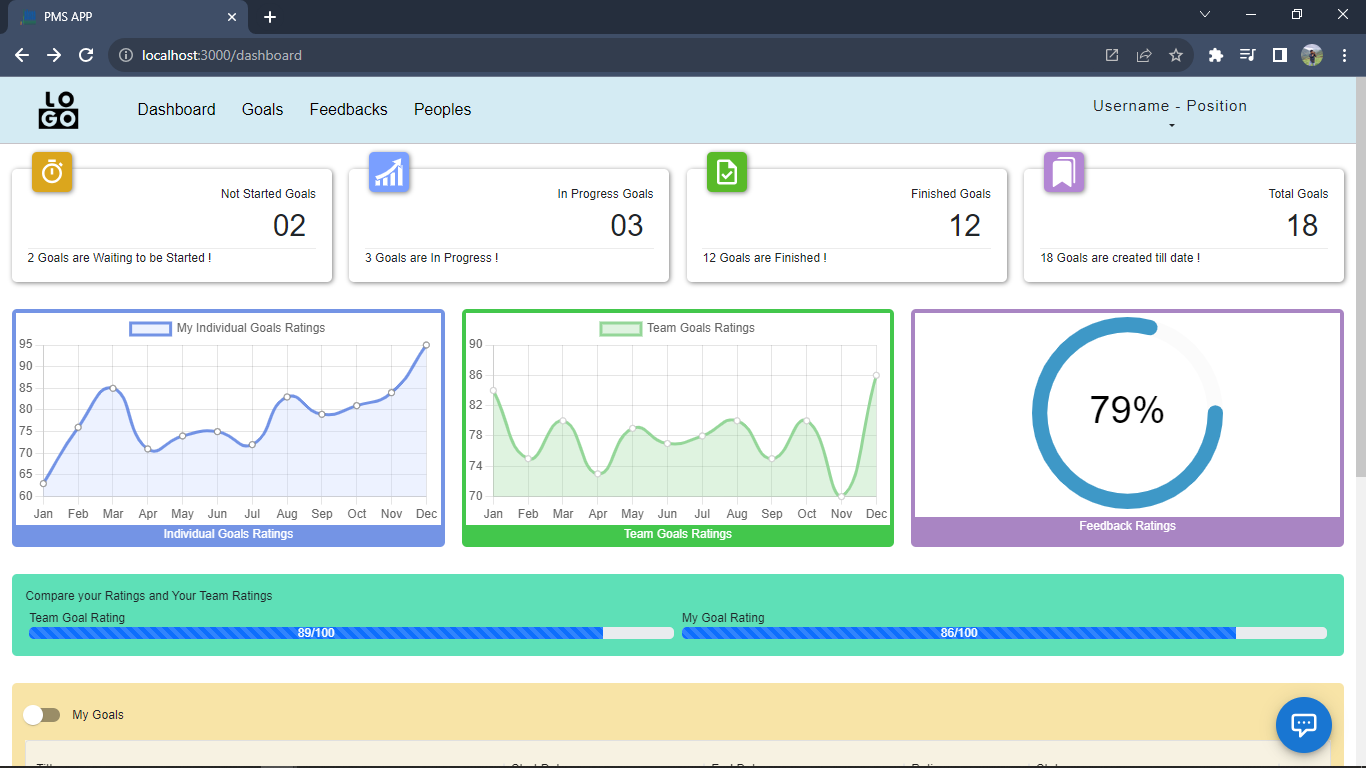 PMS APP
localhost:3000/dashboard
LO
GO
Dashboard Goals Feedbacks Peoples
Username - Position
Not Started Goals
02
2 Goals are Waiting to be Started !
In Progress Goals
03
3 Goals are In Progress !
Finished Goals
12
12 Goals are Finished !
Total Goals
18
18 Goals are created till date !
My Individual Goals Ratings
95
90
85
80
75
70
65
60
Jan Feb Mar Apr May Jun Jul Aug Sep Oct Nov Dec
Individual Goals Ratings
Team Goals Ratings
90
86
82
78
74
70
Jan Feb Mar Apr May Jun Jul Aug Sep Oct Nov Dec
Team Goals Ratings
79%
Feedback Ratings
Compare your Ratings and Your Team Ratings
Team Goal Rating
89/100
My Goal Rating
86/100
My Goals